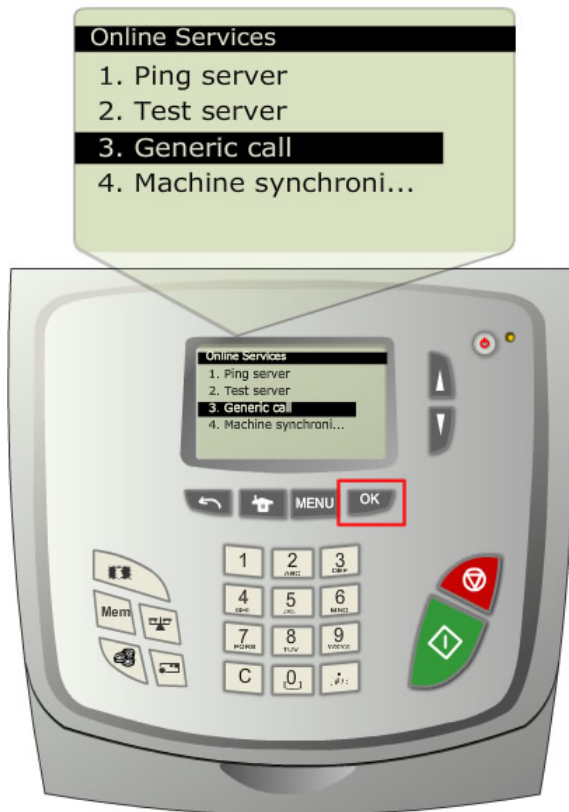 Online Services
1. Ping server
2. Test server
3. Generic call
4. Machine synchroni...
Online Services
1. Ping server
2. Test server
3. Generic call
4. Machine synchroni...
MENU
OK
1
2
ABC
3
DEF
Mem
4
GHI
5
JKL
6
MNO
7
PQRS
8
TUV
9
WXYZ
C
0